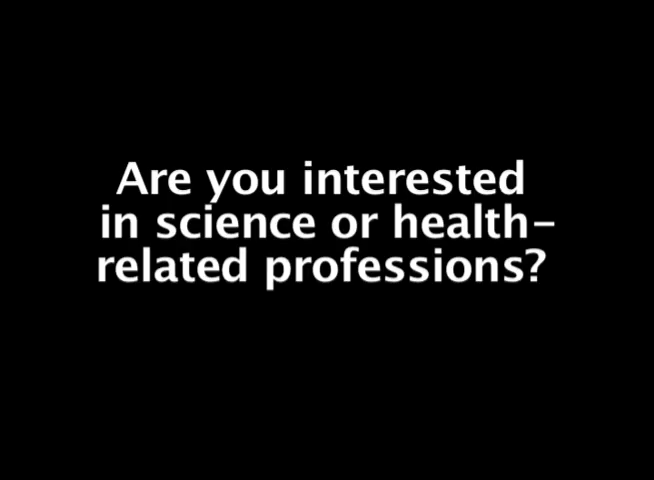 Are you interested
in science or health-
related professions?